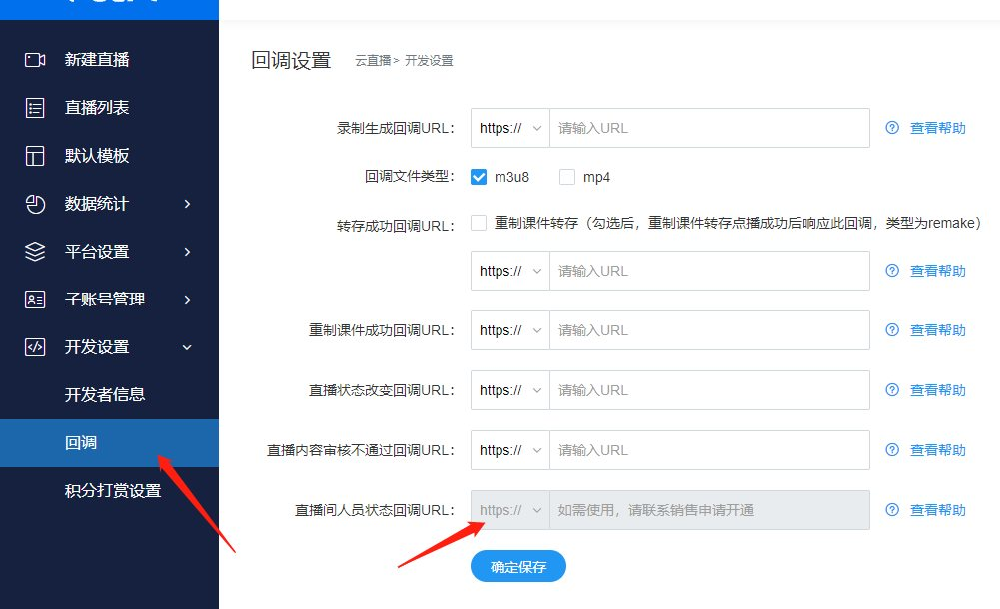 新建直播
直播列表
默认模板
数据统计
平台设置
子账号管理
开发设置
开发者信息
回调
积分打赏设置
回调设置 云直播> 开发设置
录制生成回调URL： https:// 请输入URL 查看帮助
回调文件类型： m3u8 mp4
转存成功回调URL： 重制课件转存（勾选后，重制课件转存点播成功后响应此回调，类型为remake）
https:// 请输入URL 查看帮助
重制课件成功回调URL： https:// 请输入URL 查看帮助
直播状态改变回调URL： https:// 请输入URL 查看帮助
直播内容审核不通过回调URL： https:// 请输入URL 查看帮助
直播间人员状态回调URL： https:// 如需使用，请联系销售申请开通 查看帮助
确定保存